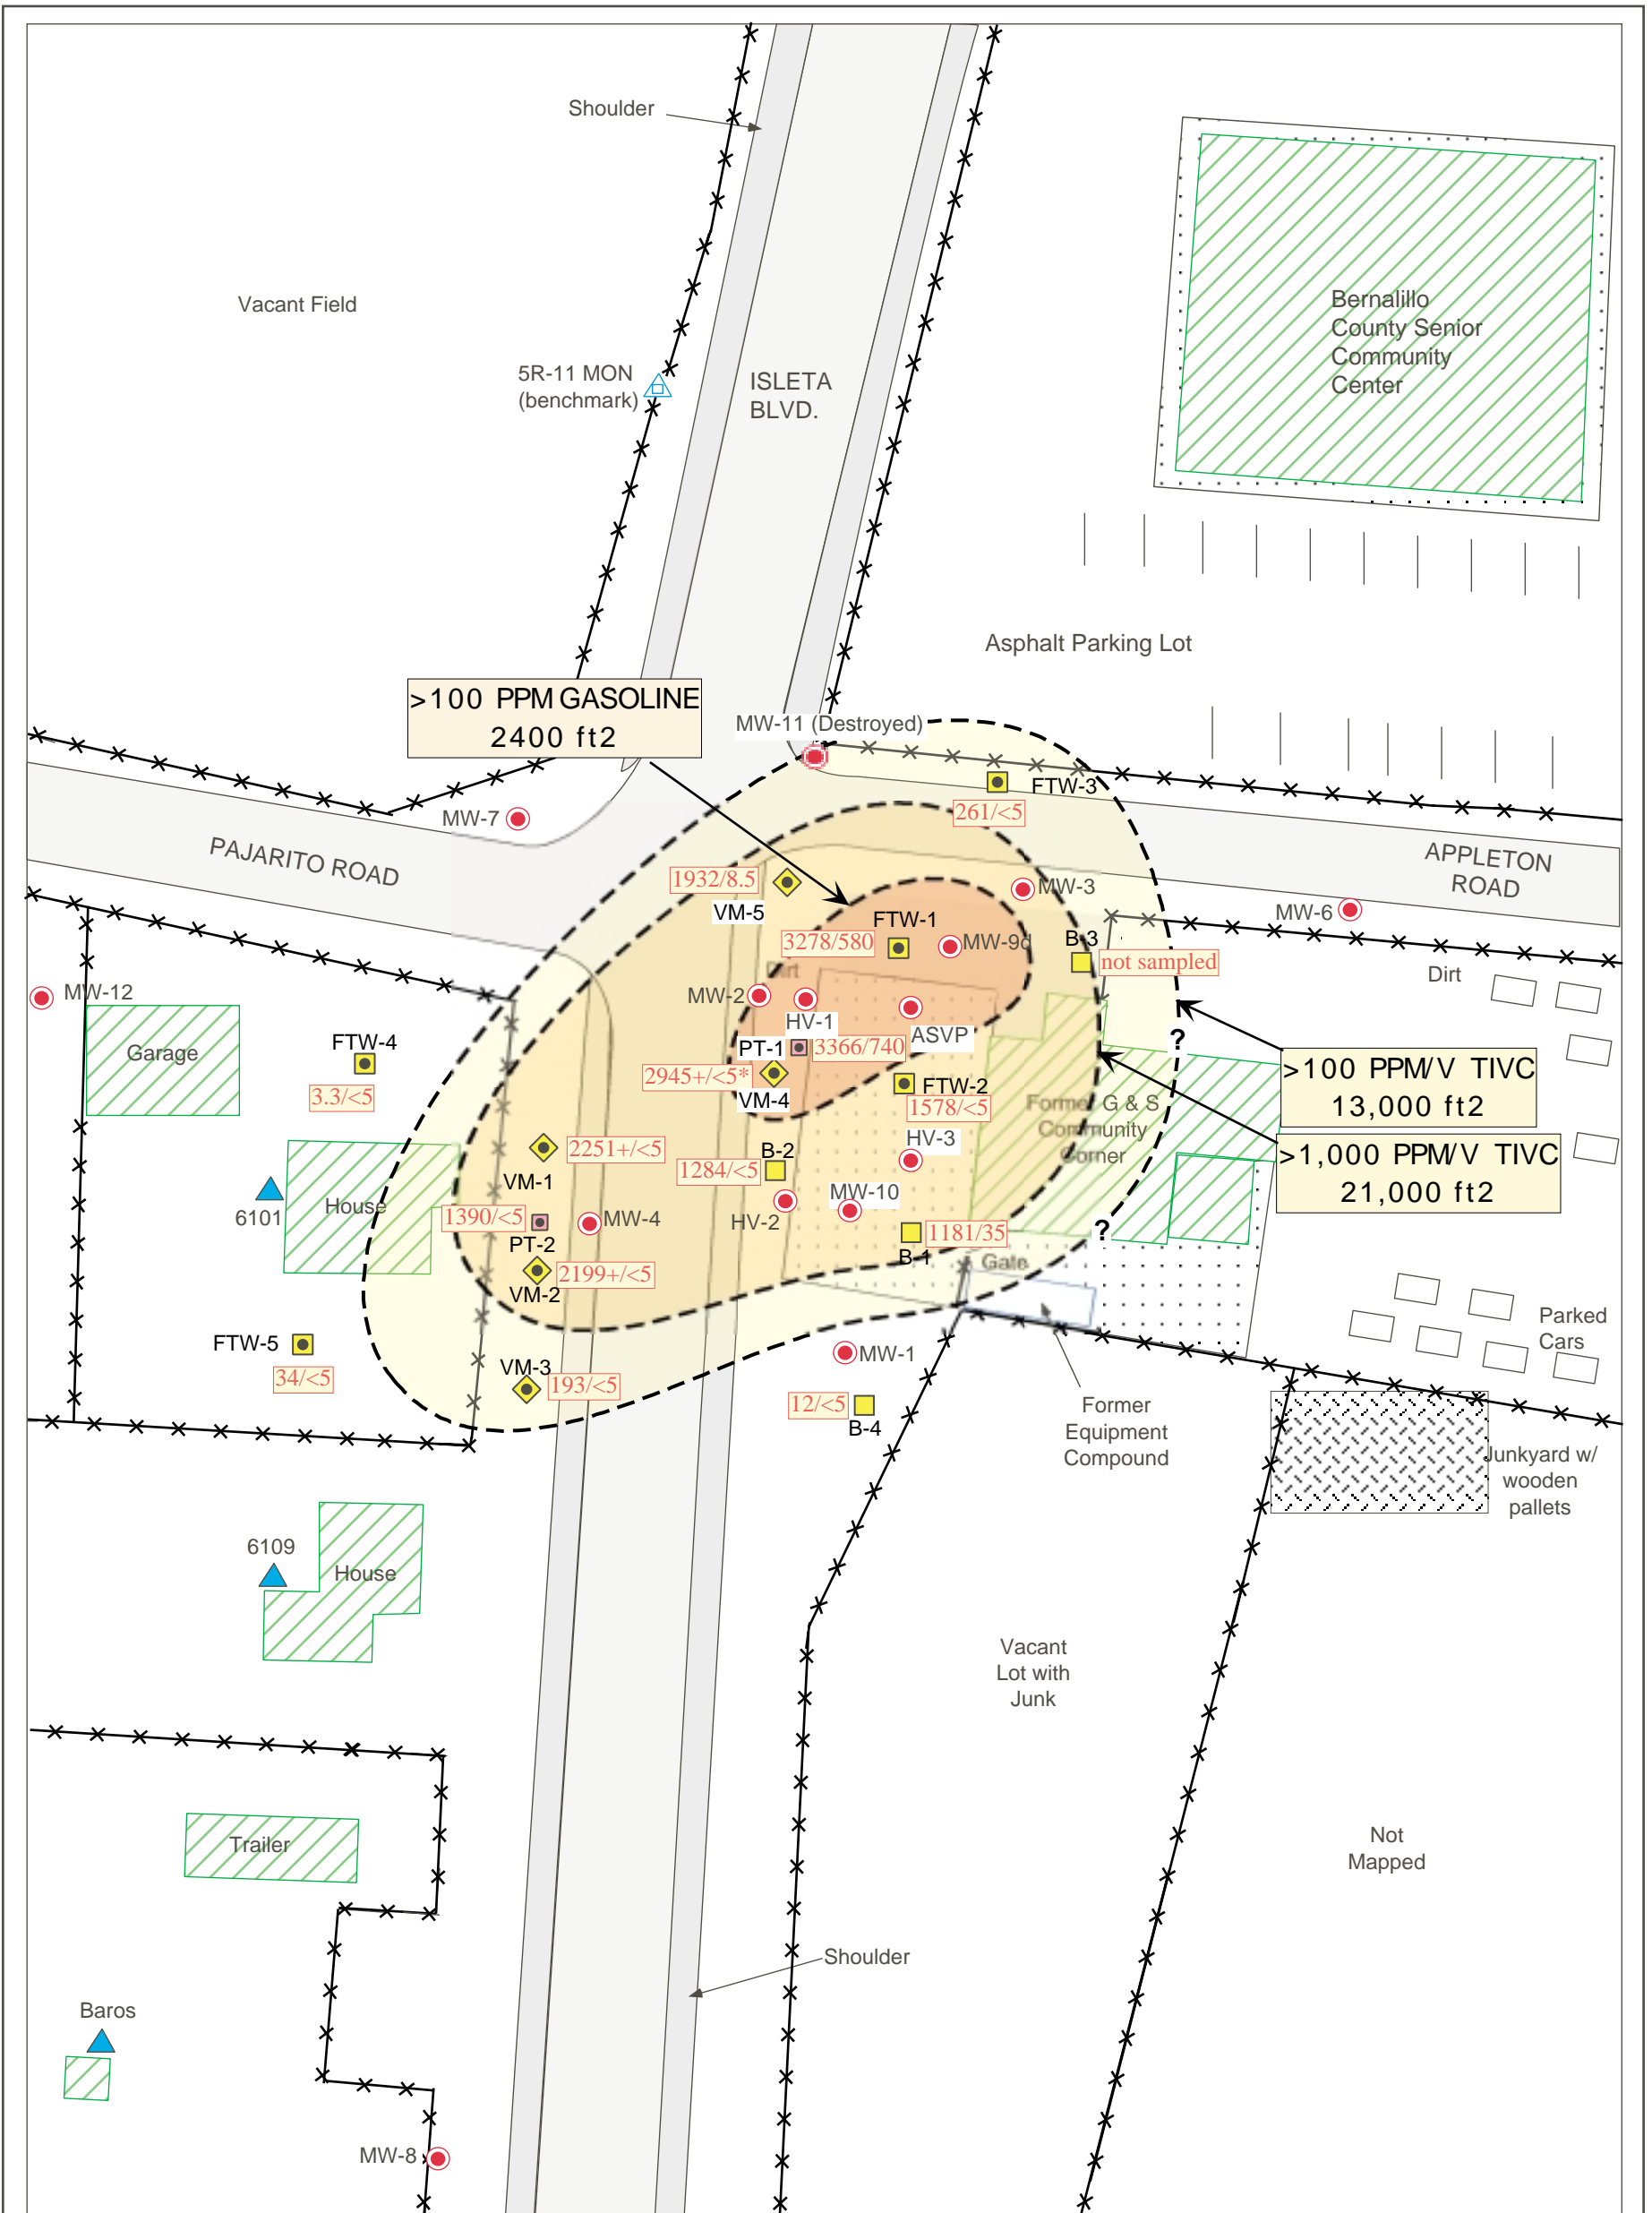 Shoulder
Vacant Field
Bernalillo
County Senior
Community
Center
5R-11 MON
(benchmark)
ISLETA
BLVD.
Asphalt Parking Lot
>100 PPM GASOLINE
2400 ft2
MW-11 (Destroyed)
FTW-3
261/<5
MW-7
PAJARITO ROAD
APPLETON
ROAD
1932/8.5
VM-5
MW-3
FTW-1
MW-6
3278/580
MW-9d
B-3
not sampled
Dirt
Dirt
MW-12
MW-2
HV-1
ASVP
?
FTW-4
Garage
PT-1
3366/740
3.3/<5
2945+/<5*
VM-4
FTW-2
1578/<5
>100 PPM/V TIVC
13,000 ft2
Former G & S
Community
Corner
HV-3
2251+/<5
VM-1
B-2
1284/<5
>1,000 PPM/V TIVC
21,000 ft2
6101
House
1390/<5
PT-2
MW-4
HV-2
MW-10
1181/35
B-1
?
Gate
2199+/<5
VM-2
Parked
Cars
FTW-5
34/<5
MW-1
VM-3
193/<5
12/<5
B-4
Former
Equipment
Compound
Junkyard w/
wooden
pallets
6109
House
Vacant
Lot with
Junk
Trailer
Not
Mapped
Shoulder
Baros
MW-8